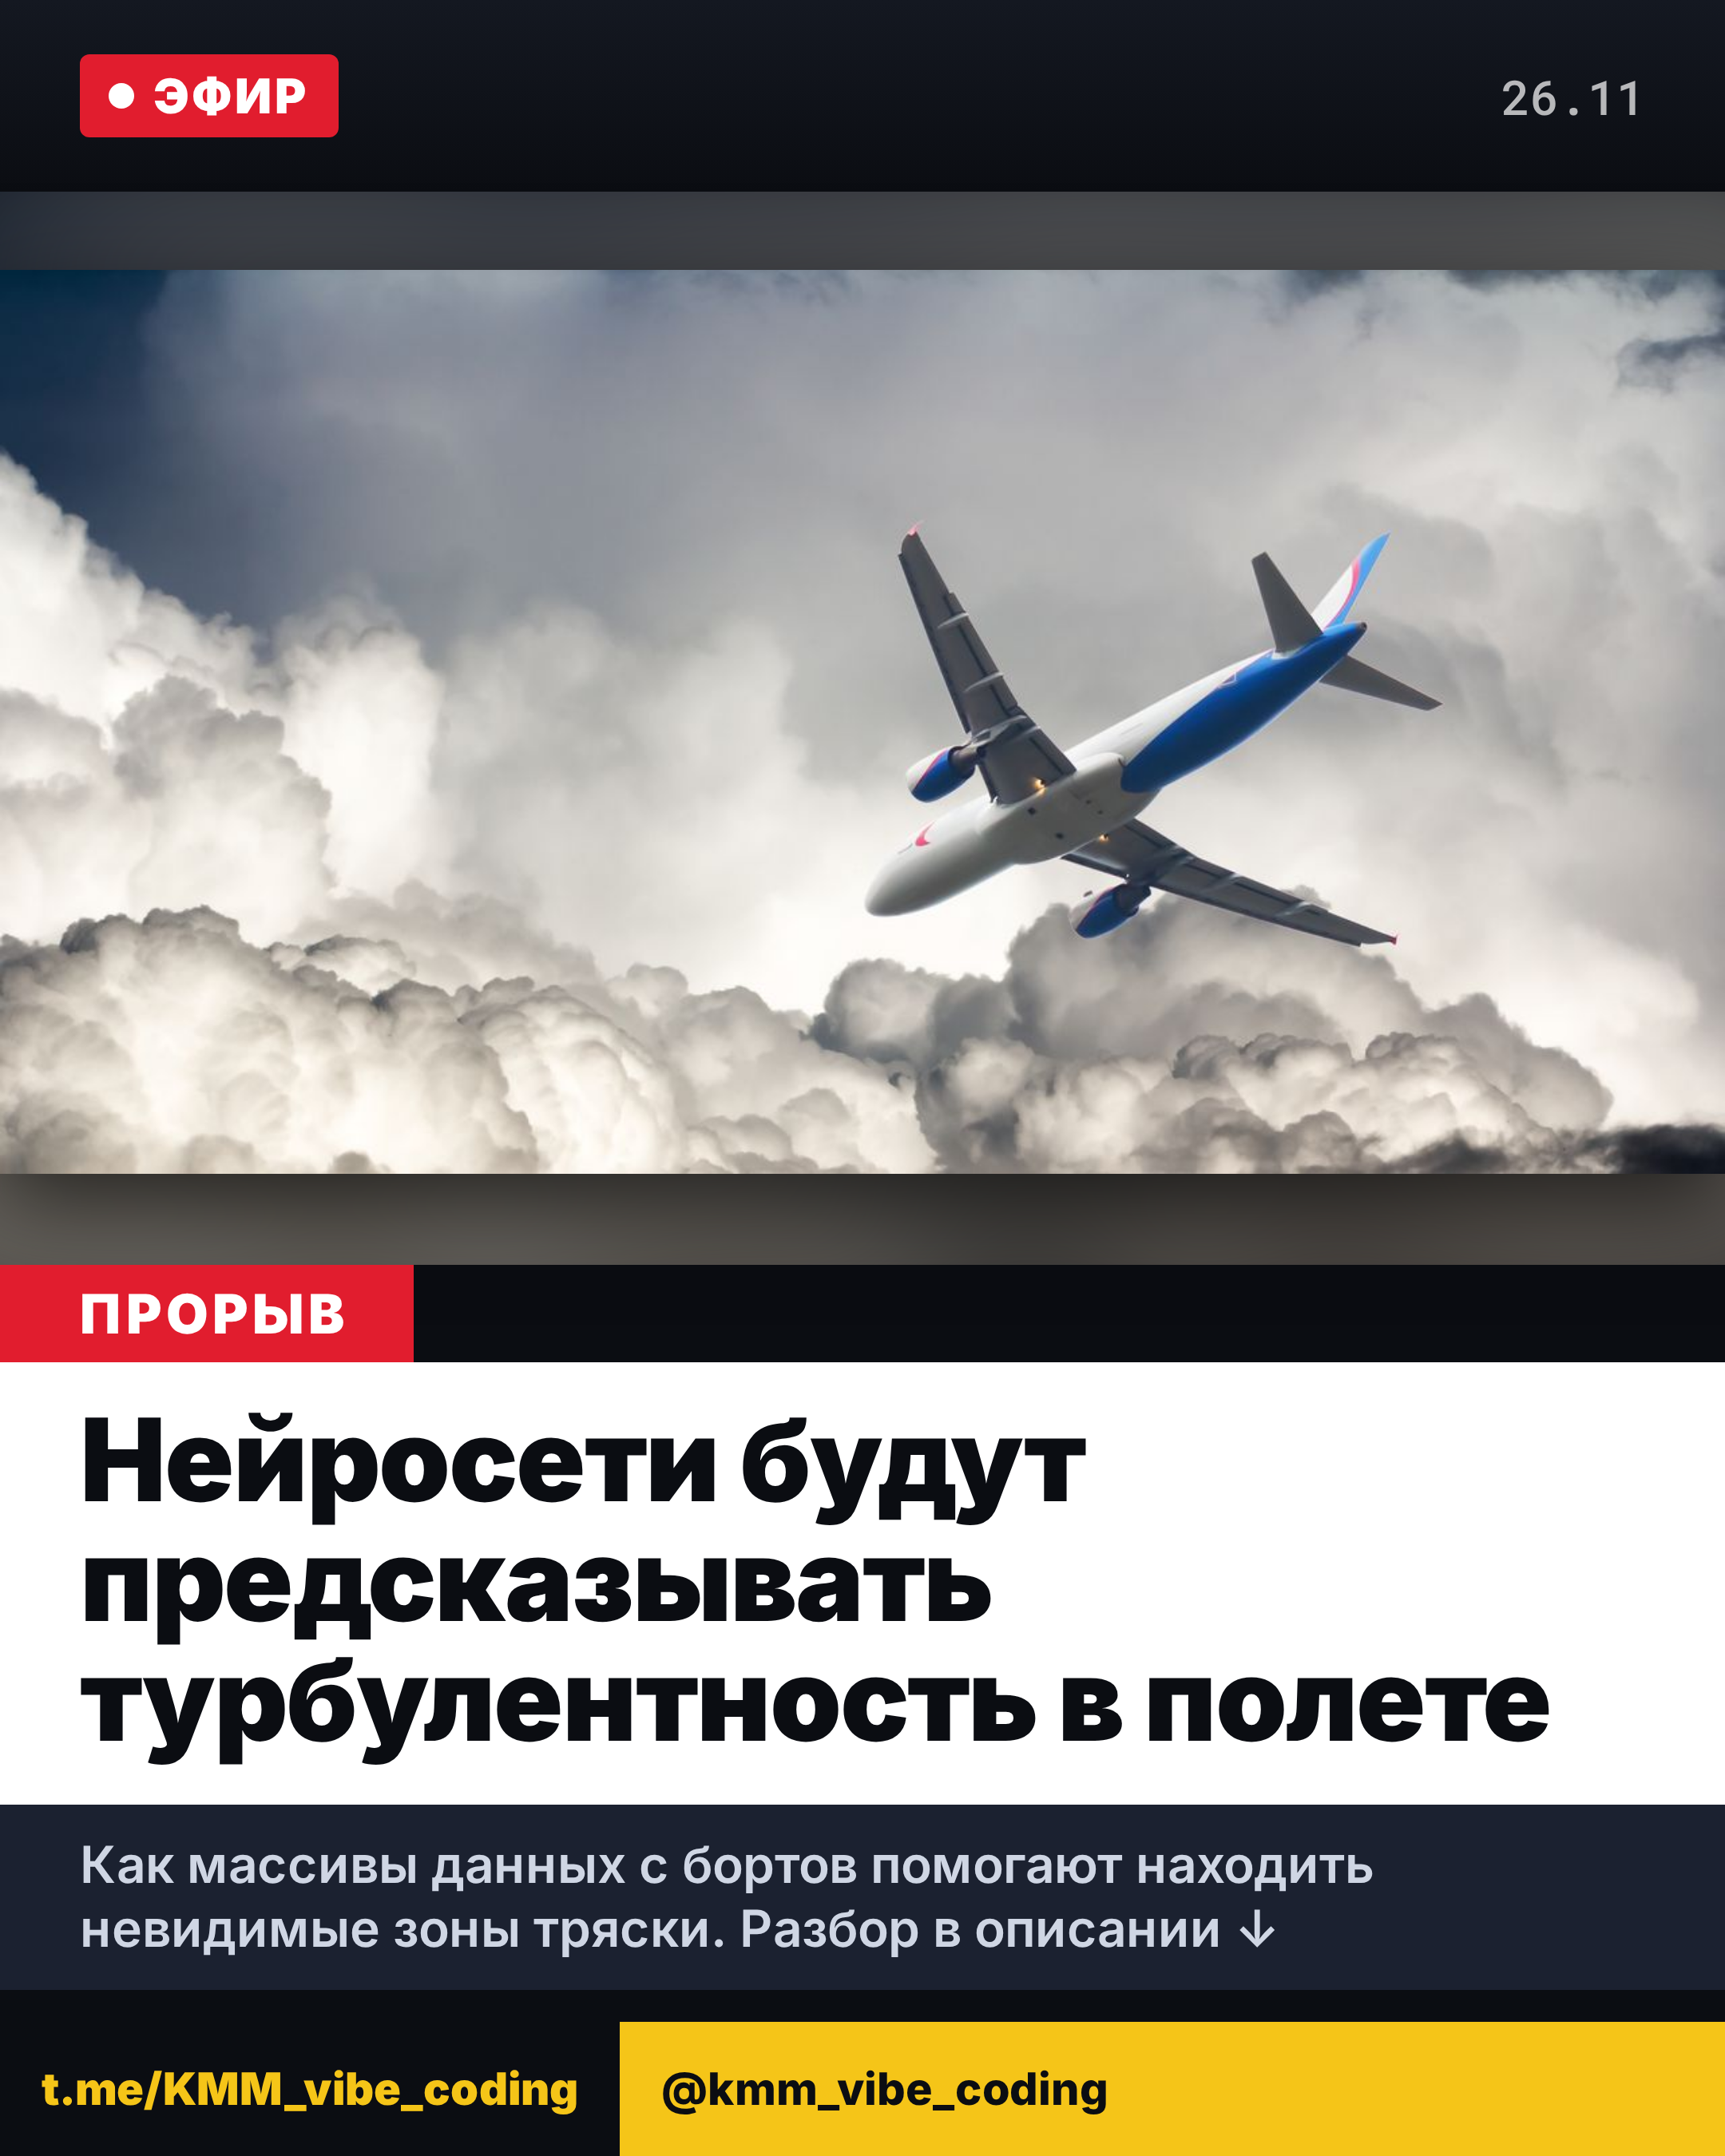 ЭФИР
26.11
ПРОРЫВ
Нейросети будут
предсказывать
турбулентность в полете
Как массивы данных с бортов помогают находить
невидимые зоны тряски. Разбор в описании ↓
t.me/KMM_vibe_coding
@kmm_vibe_coding